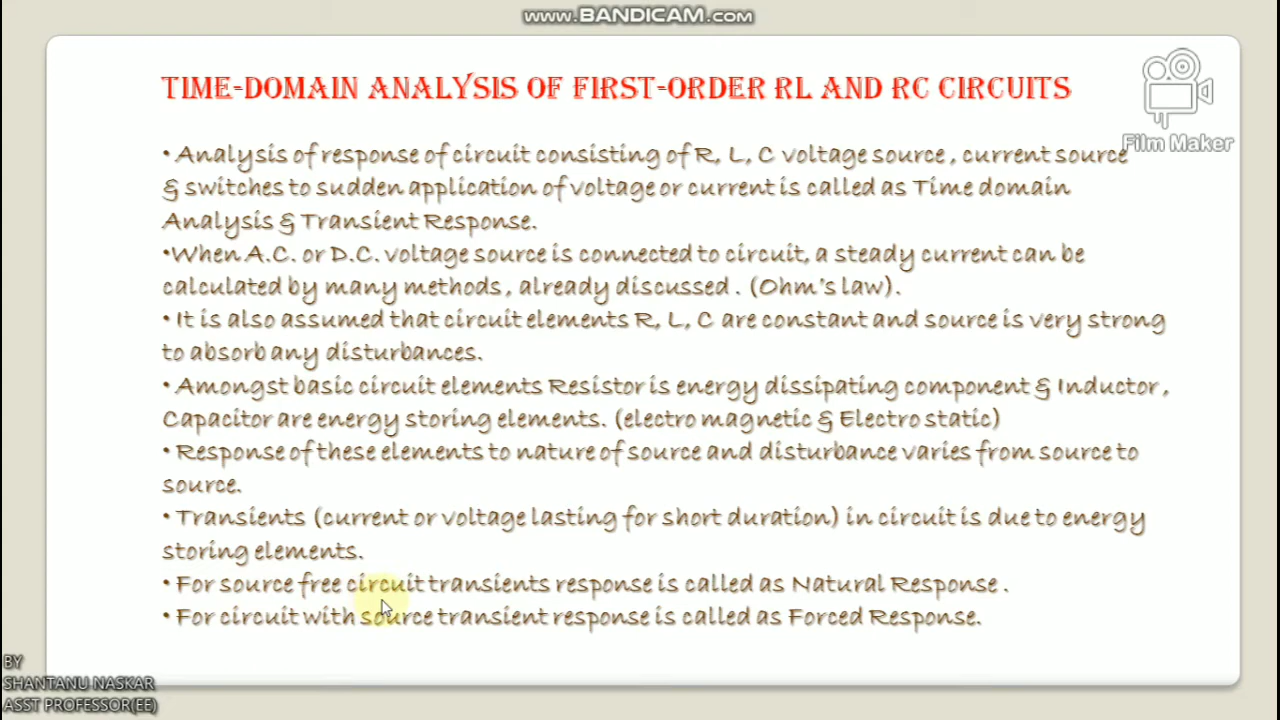 www.BANDICAM.com
TIME-DOMAIN ANALYSIS OF FIRST-ORDER RL AND RC CIRCUITS
Film Maker
• Analysis of response of circuit consisting of R, L, C voltage source , current source
& switches to sudden application of voltage or current is called as Time domain
Analysis & Transient Response.
•When A.C. or D.C. voltage source is connected to circuit, a steady current can be
calculated by many methods , already discussed . (Ohm's law).
• It is also assumed that circuit elements R, L, C are constant and source is very strong
to absorb any disturbances.
• Amongst basic circuit elements Resistor is energy dissipating component & Inductor ,
Capacitor are energy storing elements. (electro magnetic & Electro static)
• Response of these elements to nature of source and disturbance varies from source to
source.
• Transients (current or voltage lasting for short duration) in circuit is due to energy
storing elements.
• For source free circuit transients response is called as Natural Response .
• For circuit with source transient response is called as Forced Response.
BY
SHANTANU NASKAR
ASST PROFESSOR(EE)